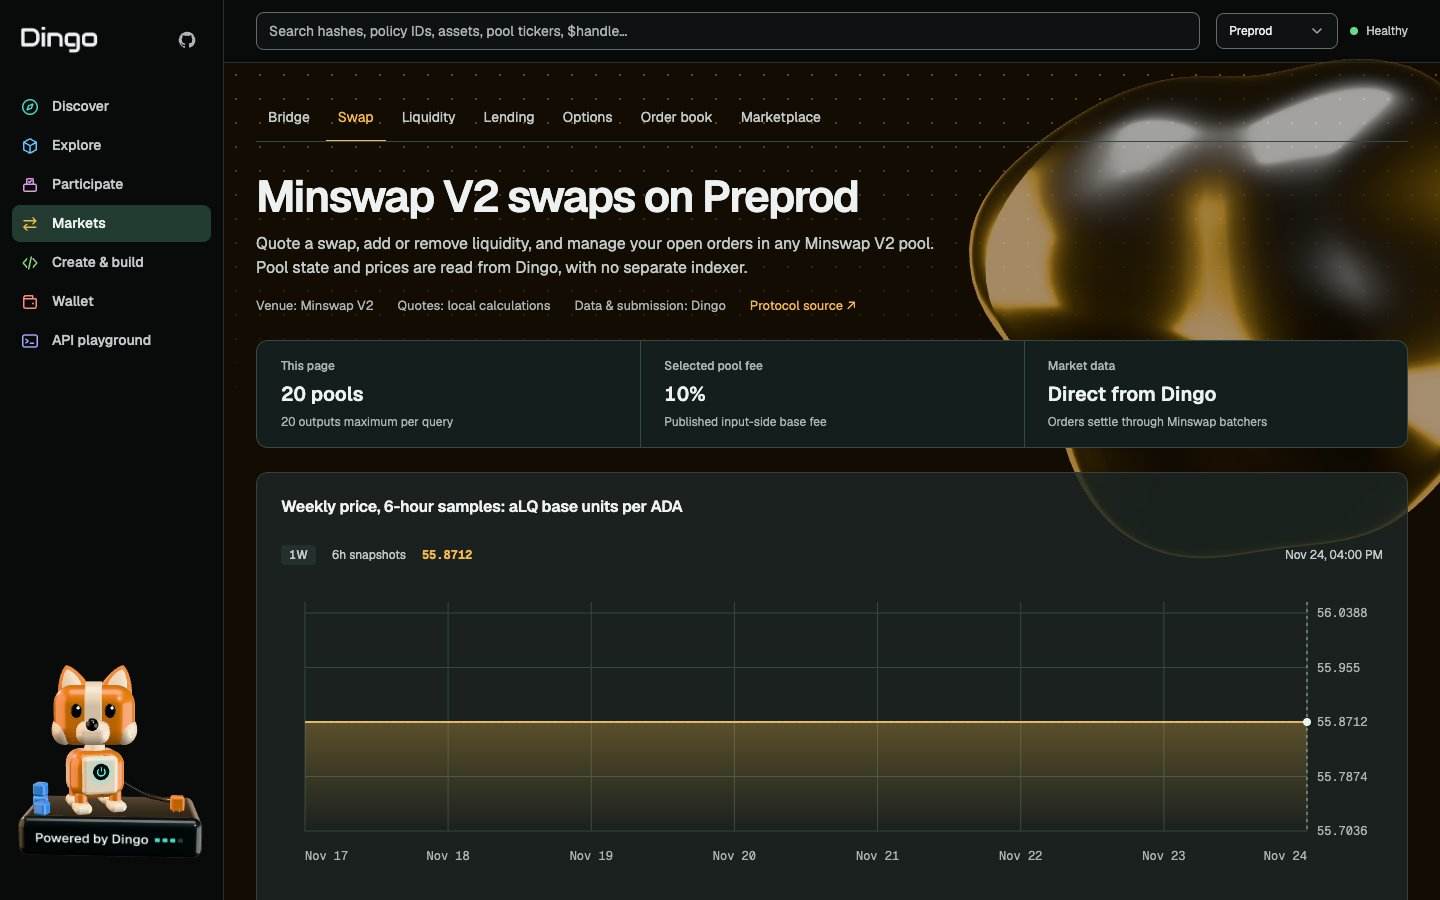 Dingo
Search hashes, policy IDs, assets, pool tickers, $handle...
Preprod
Healthy
Discover
Explore
Participate
Markets
Create & build
Wallet
API playground
Powered by Dingo
Bridge
Swap
Liquidity
Lending
Options
Order book
Marketplace
Minswap V2 swaps on Preprod
Quote a swap, add or remove liquidity, and manage your open orders in any Minswap V2 pool.
Pool state and prices are read from Dingo, with no separate indexer.
Venue: Minswap V2
Quotes: local calculations
Data & submission: Dingo
Protocol source ↗
This page
20 pools
20 outputs maximum per query
Selected pool fee
10%
Published input-side base fee
Market data
Direct from Dingo
Orders settle through Minswap batchers
Weekly price, 6-hour samples: aLQ base units per ADA
1W
6h snapshots
55.8712
Nov 24, 04:00 PM
56.0388
55.955
55.8712
55.7874
55.7036
Nov 17
Nov 18
Nov 19
Nov 20
Nov 21
Nov 22
Nov 23
Nov 24